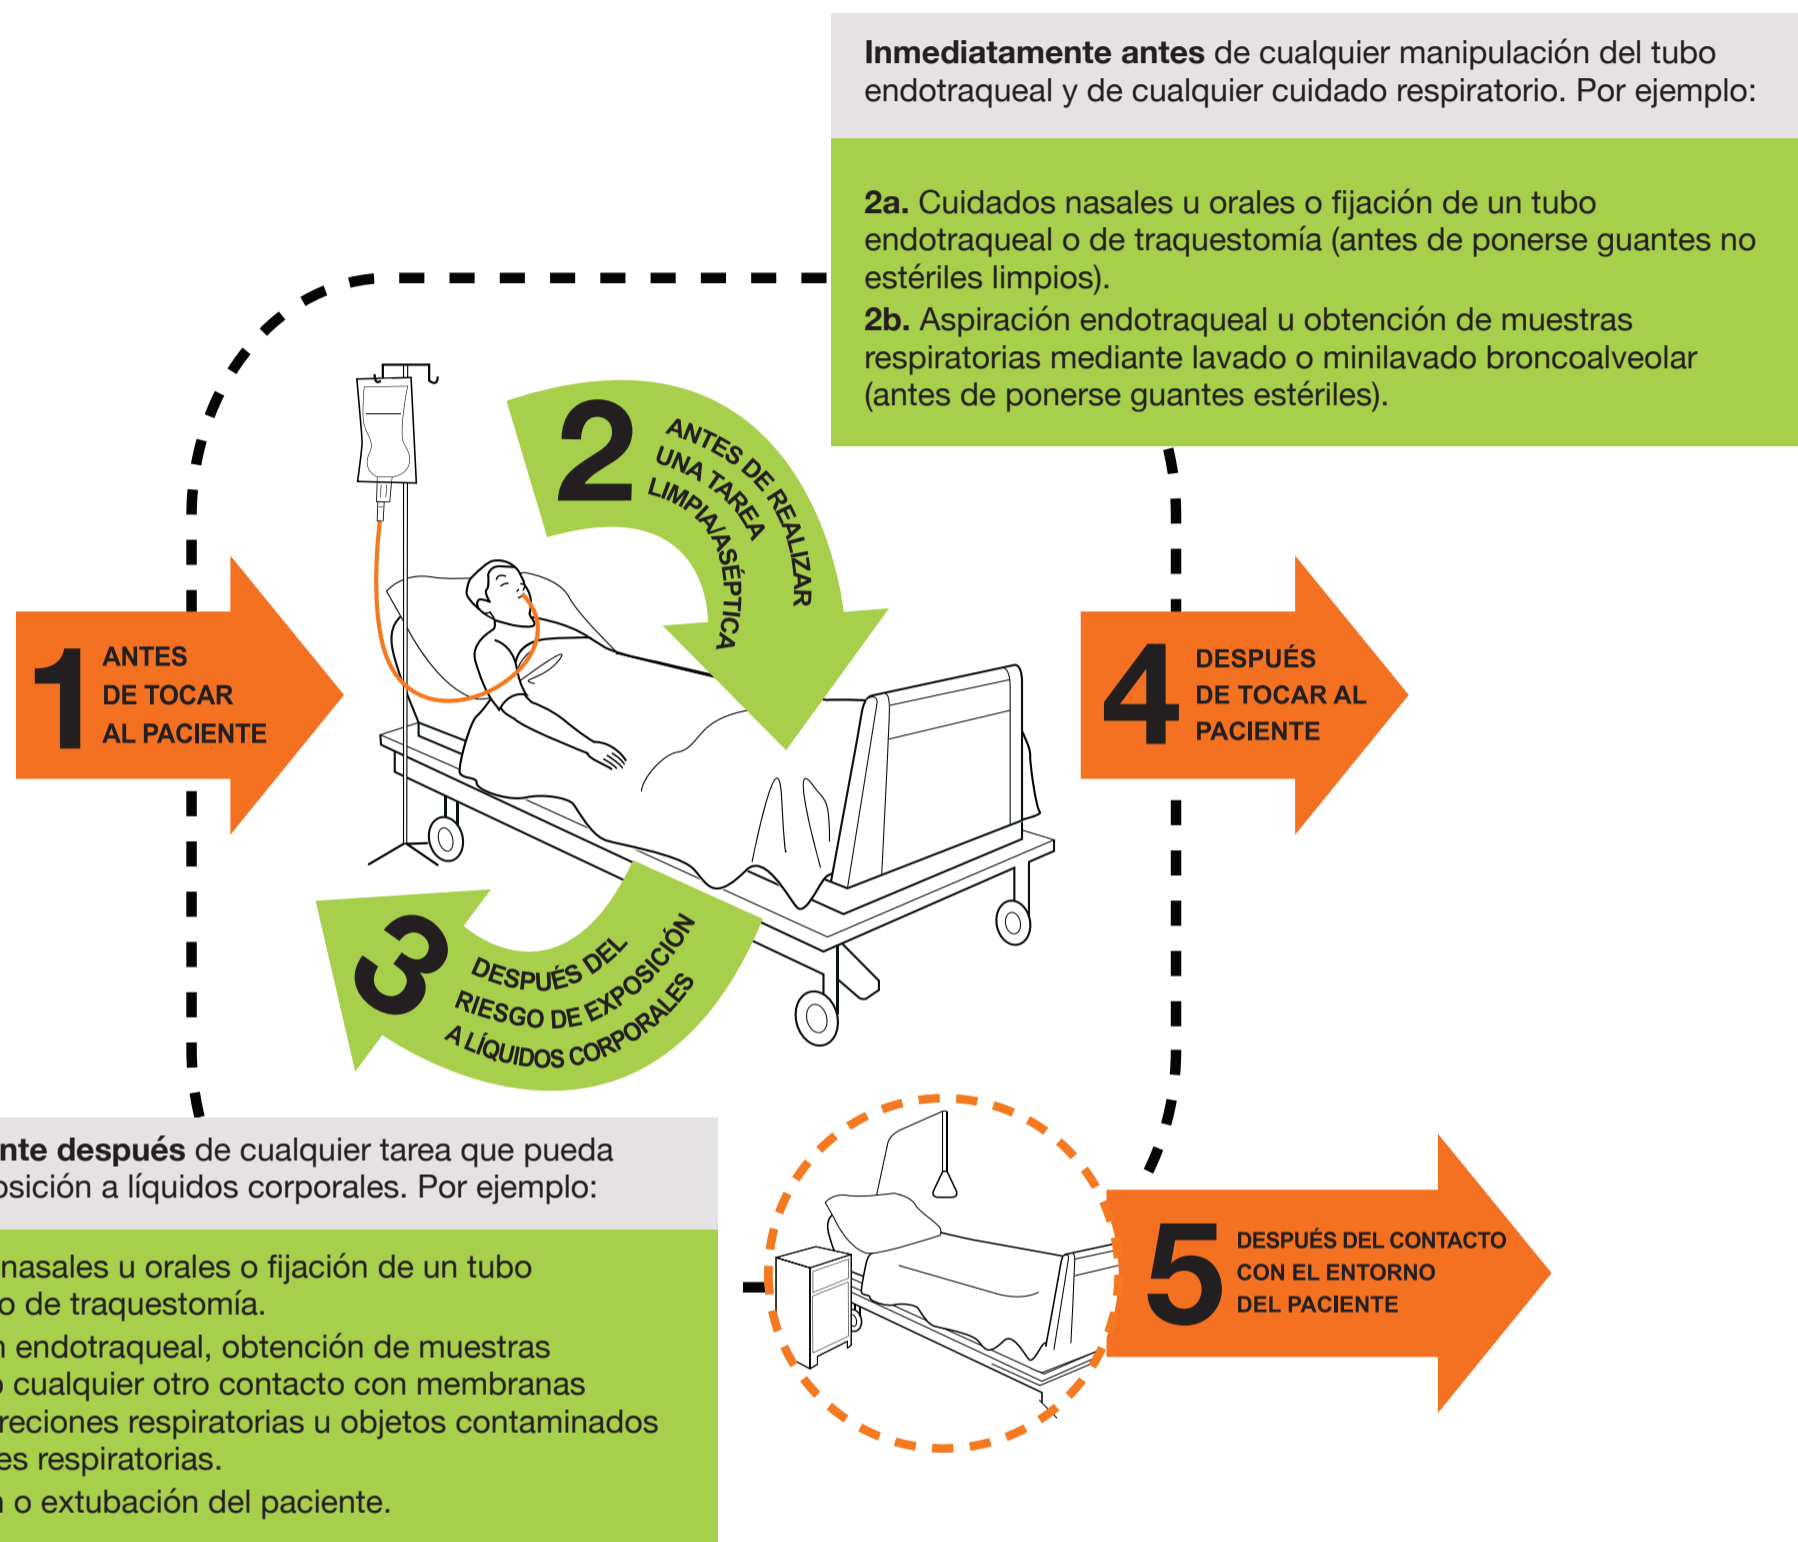 Inmediatamente antes de cualquier manipulación del tubo
endotraqueal y de cualquier cuidado respiratorio. Por ejemplo:
2a. Cuidados nasales u orales o fijación de un tubo
endotraqueal o de traquestomía (antes de ponerse guantes no
estériles limpios).
2b. Aspiración endotraqueal u obtención de muestras
respiratorias mediante lavado o minilavado broncoalveolar
(antes de ponerse guantes estériles).
2
ANTES DE REALIZAR
UNA TAREA
LIMPIA/ASÉPTICA
1
ANTES
DE TOCAR
AL PACIENTE
4
DESPUÉS
DE TOCAR AL
PACIENTE
3
DESPUÉS DEL
RIESGO DE EXPOSICIÓN
A LÍQUIDOS CORPORALES
después de cualquier tarea que pueda
a líquidos corporales. Por ejemplo:
nasales u orales o fijación de un tubo
o de traquestomía.
endotraqueal, obtención de muestras
o cualquier otro contacto con membranas
respiratorias u objetos contaminados
respiratorias.
o extubación del paciente.
5
DESPUÉS DEL CONTACTO
CON EL ENTORNO
DEL PACIENTE